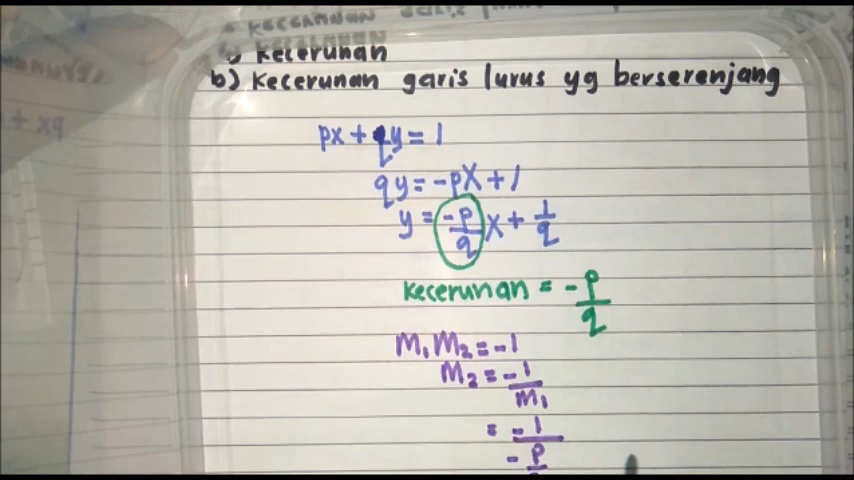 kecerunan
b) Kecerunan garis lurus yg berserenjang
px + qy = 1
qy = -px + 1
y = -p/q x + 1/q
kecerunan = - p/q
M₁M₂ = -1
M₂ = - 1/M₁
= - 1/- p